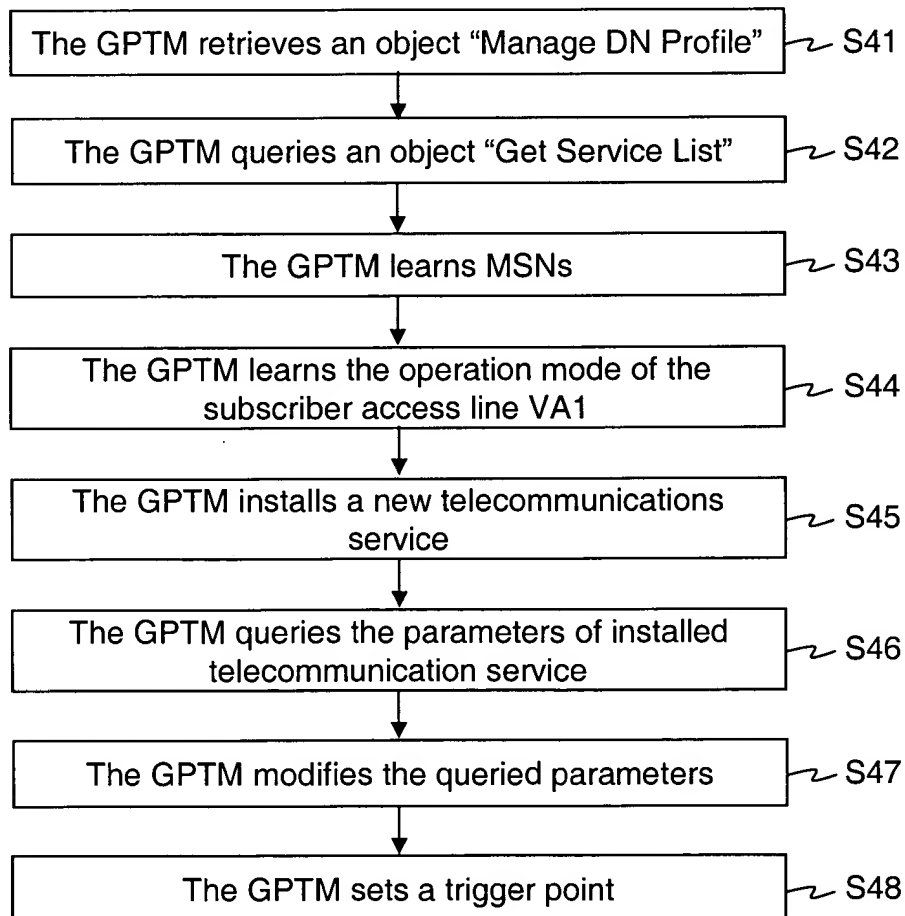 The GPTM retrieves an object “Manage DN Profile” S41
The GPTM queries an object “Get Service List” S42
The GPTM learns MSNs S43
The GPTM learns the operation mode of the
subscriber access line VA1 S44
The GPTM installs a new telecommunications
service S45
The GPTM queries the parameters of installed
telecommunication service S46
The GPTM modifies the queried parameters S47
The GPTM sets a trigger point S48